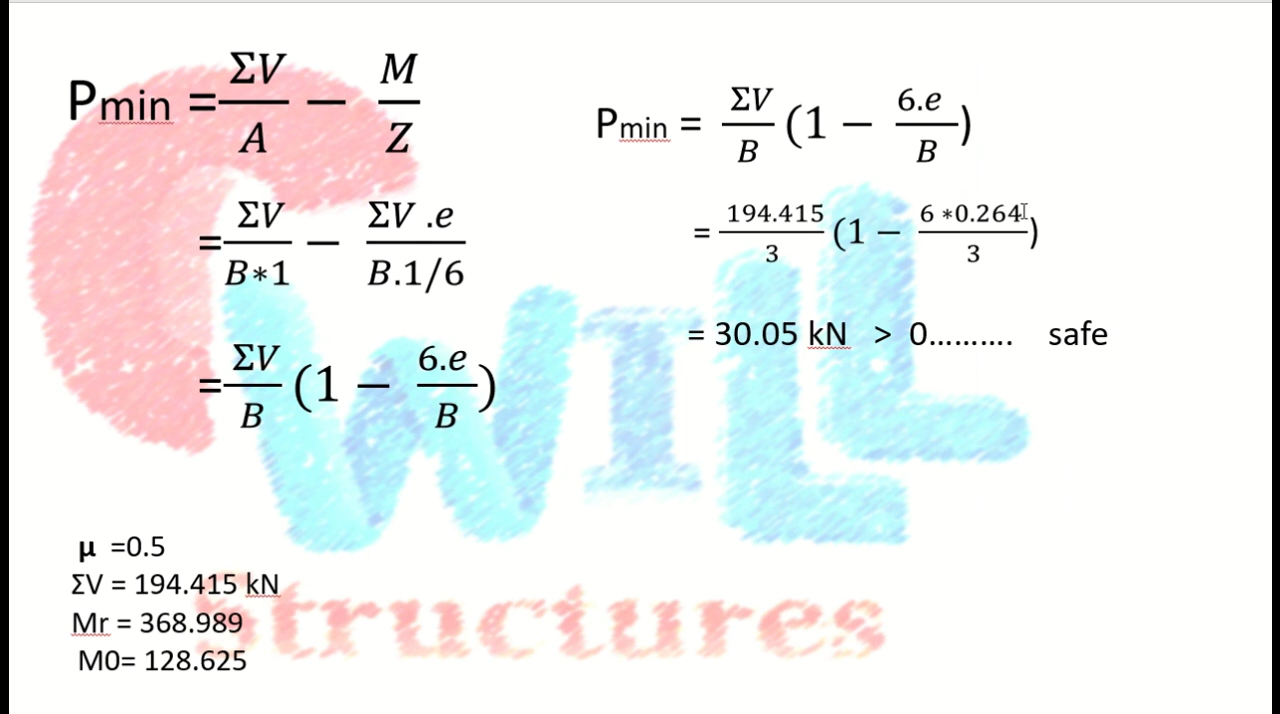 Pmin = ΣV/A − M/Z
= ΣV/B∗1 − ΣV .e/B.1/6
= ΣV/B (1 − 6.e/B)
Pmin = ΣV/B (1 − 6.e/B)
= 194.415/3 (1 − 6 ∗0.264/3)
= 30.05 kN > 0.......... safe
μ =0.5
ΣV = 194.415 kN
Mr = 368.989
M0= 128.625
CWILL
Structures